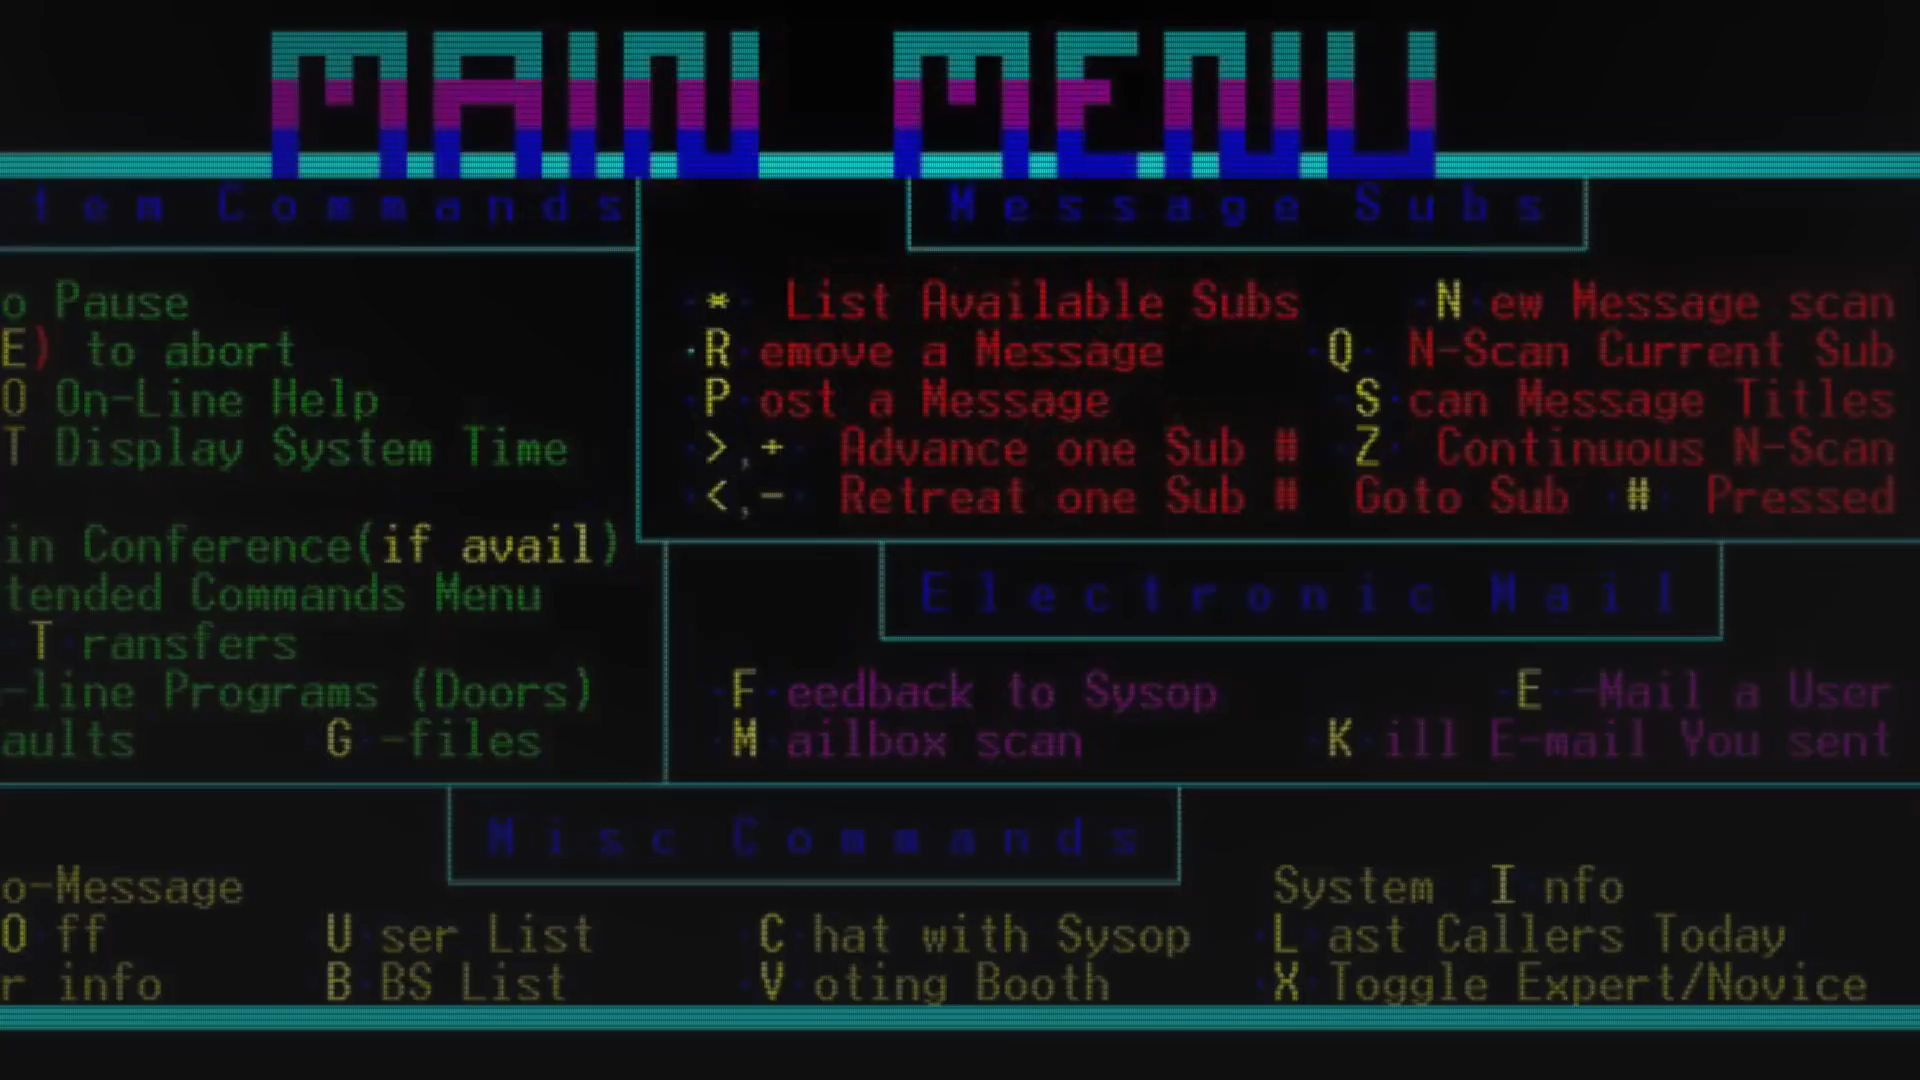 MAIN MENU
tem Commands
Message Subs
o Pause
E) to abort
O On-Line Help
T Display System Time
in Conference(if avail)
tended Commands Menu
T ransfers
-line Programs (Doors)
aults G -files
* List Available Subs N ew Message scan
R emove a Message Q N-Scan Current Sub
P ost a Message S can Message Titles
>,+ Advance one Sub # Z Continuous N-Scan
<,- Retreat one Sub # Goto Sub # Pressed
Electronic Mail
F eedback to Sysop E -Mail a User
M ailbox scan K ill E-mail You sent
Misc Commands
o-Message System I nfo
O ff U ser List C hat with Sysop L ast Callers Today
r info B BS List V oting Booth X Toggle Expert/Novice